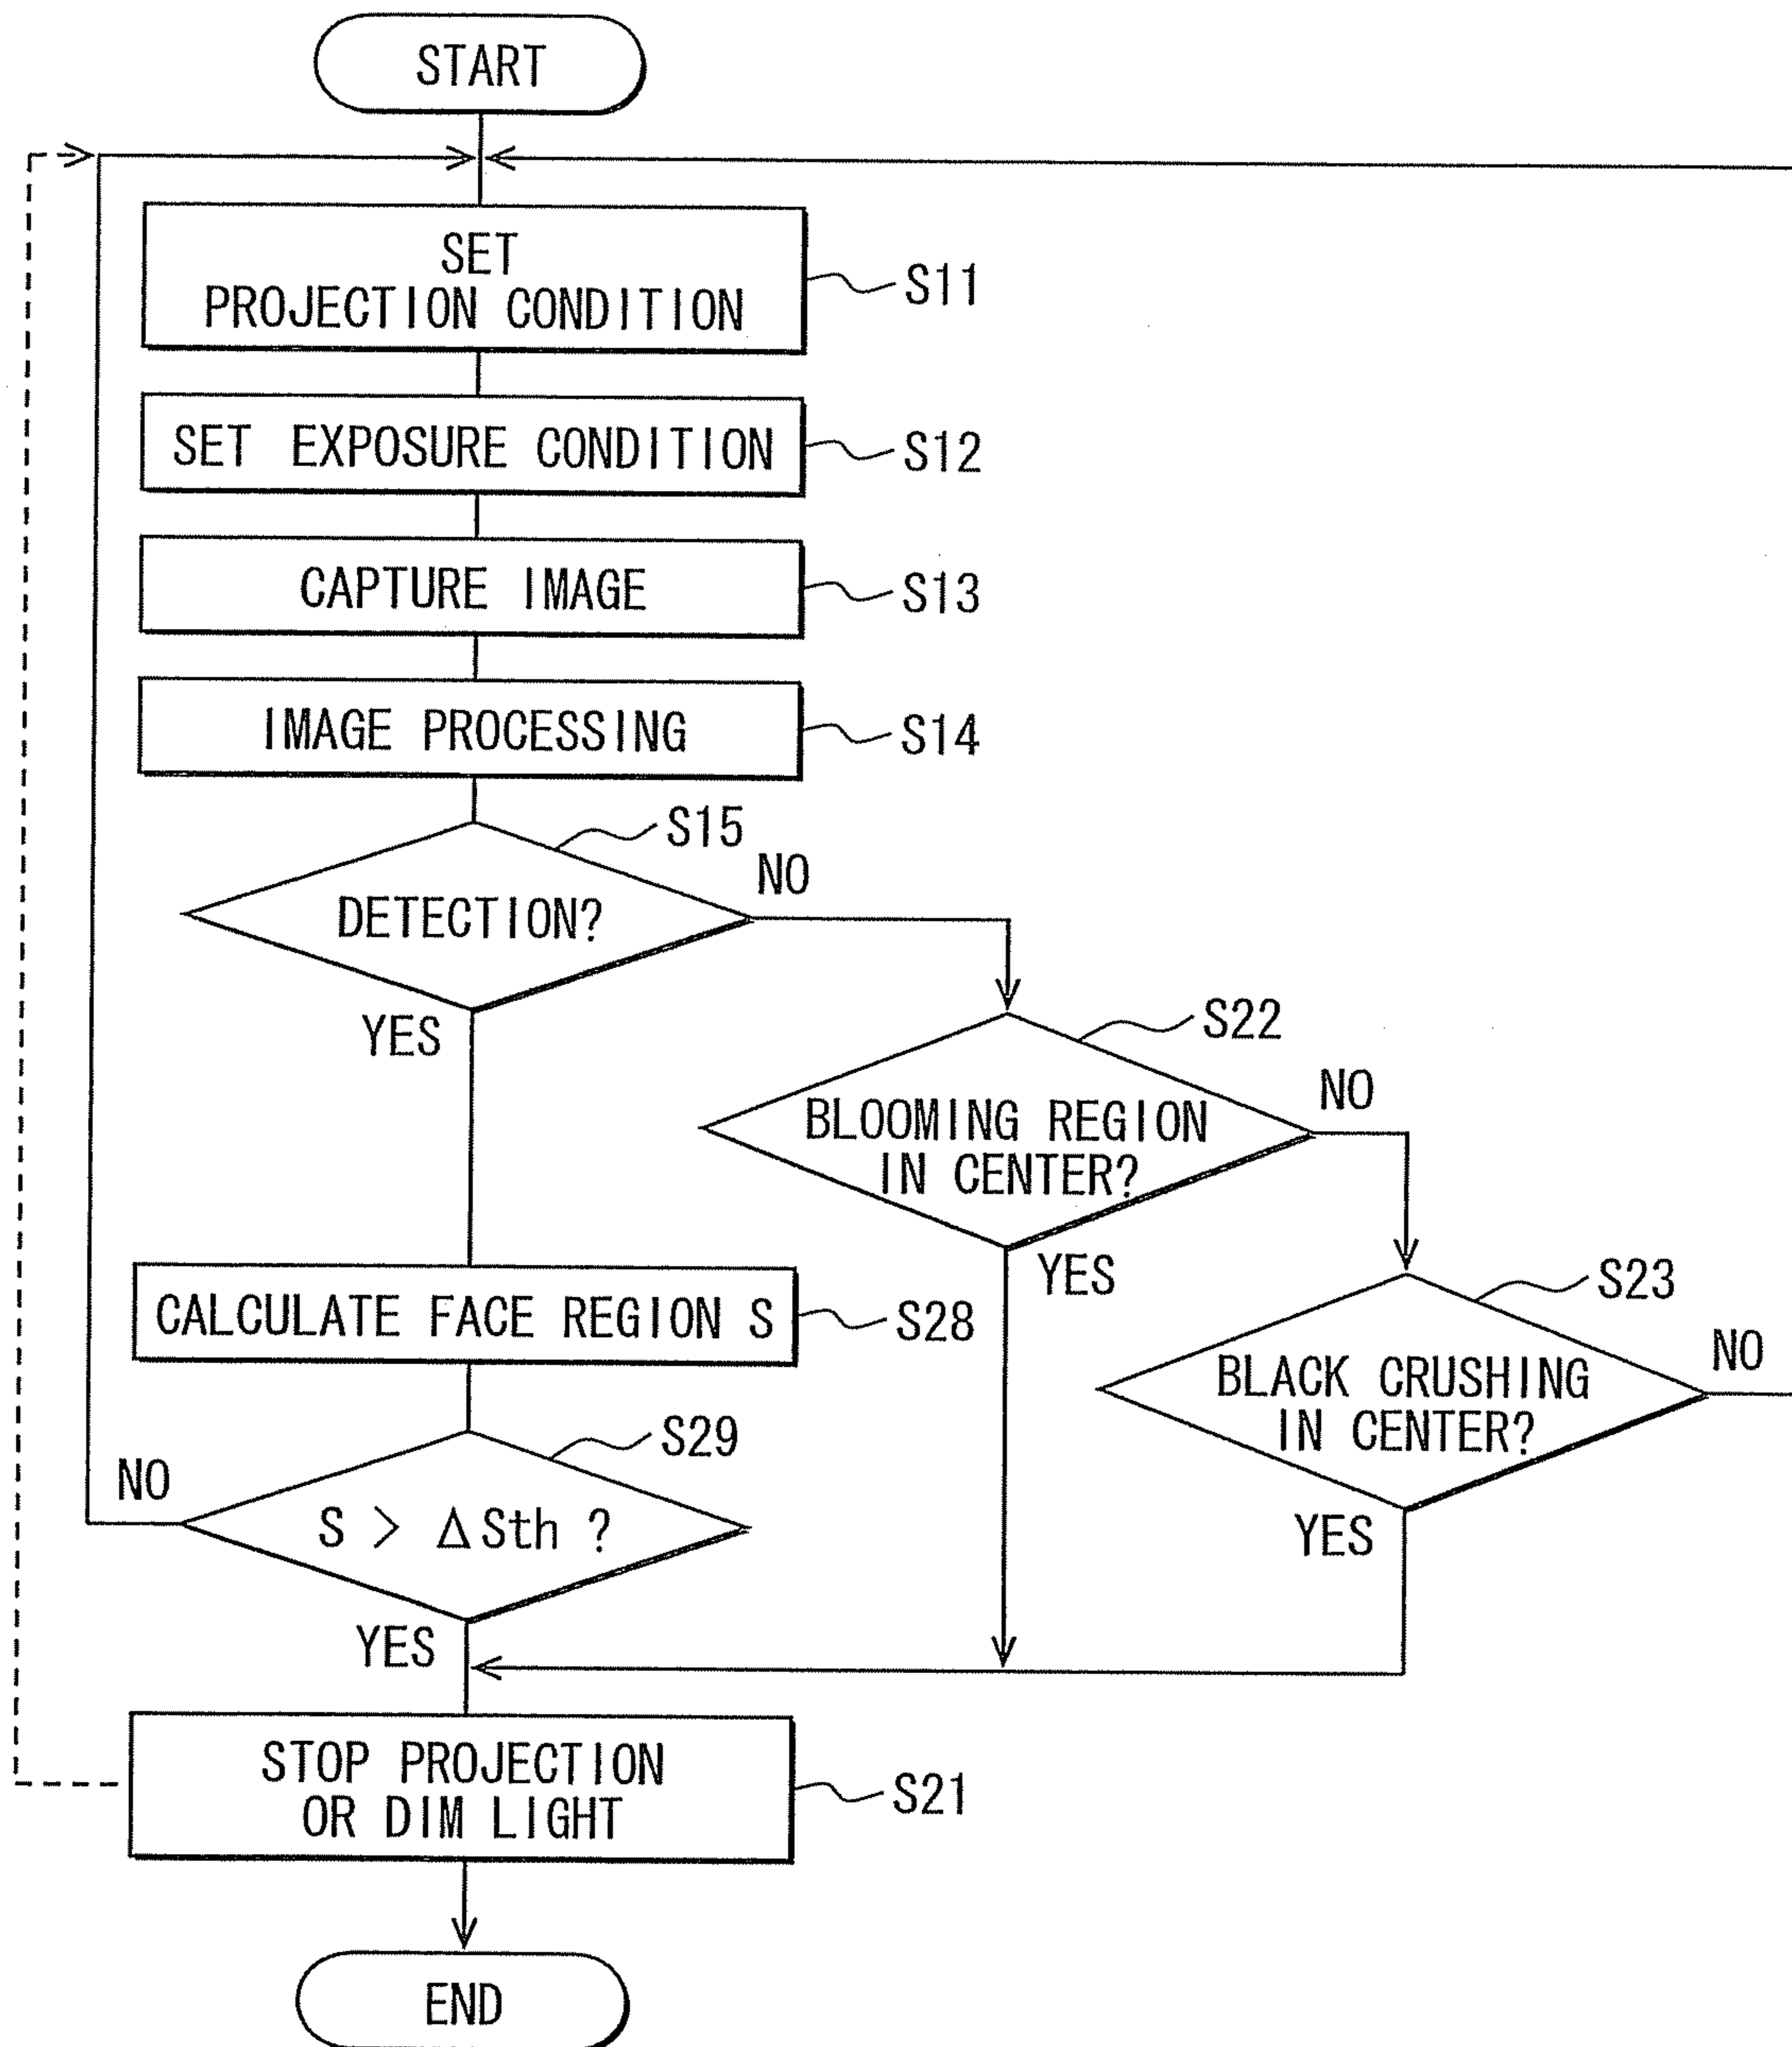 START
SET
PROJECTION CONDITION
S11
SET EXPOSURE CONDITION
S12
CAPTURE IMAGE
S13
IMAGE PROCESSING
S14
S15
DETECTION?
NO
YES
S22
BLOOMING REGION
IN CENTER?
NO
YES
S23
BLACK CRUSHING
IN CENTER?
NO
YES
CALCULATE FACE REGION S
S28
S29
S > ΔSth ?
NO
YES
STOP PROJECTION
OR DIM LIGHT
S21
END